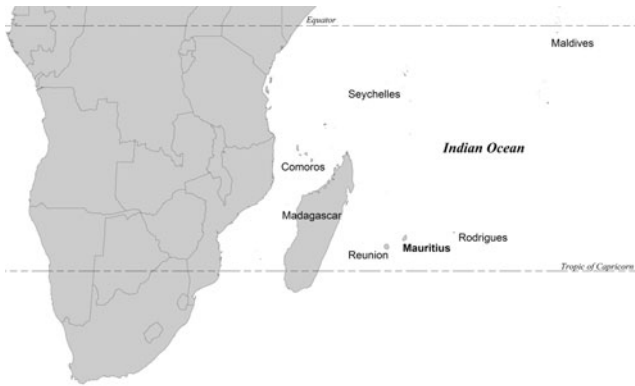 Equator
Maldives
Seychelles
Indian Ocean
Comoros
Madagascar
Rodrigues
Mauritius
Reunion
Tropic of Capricorn